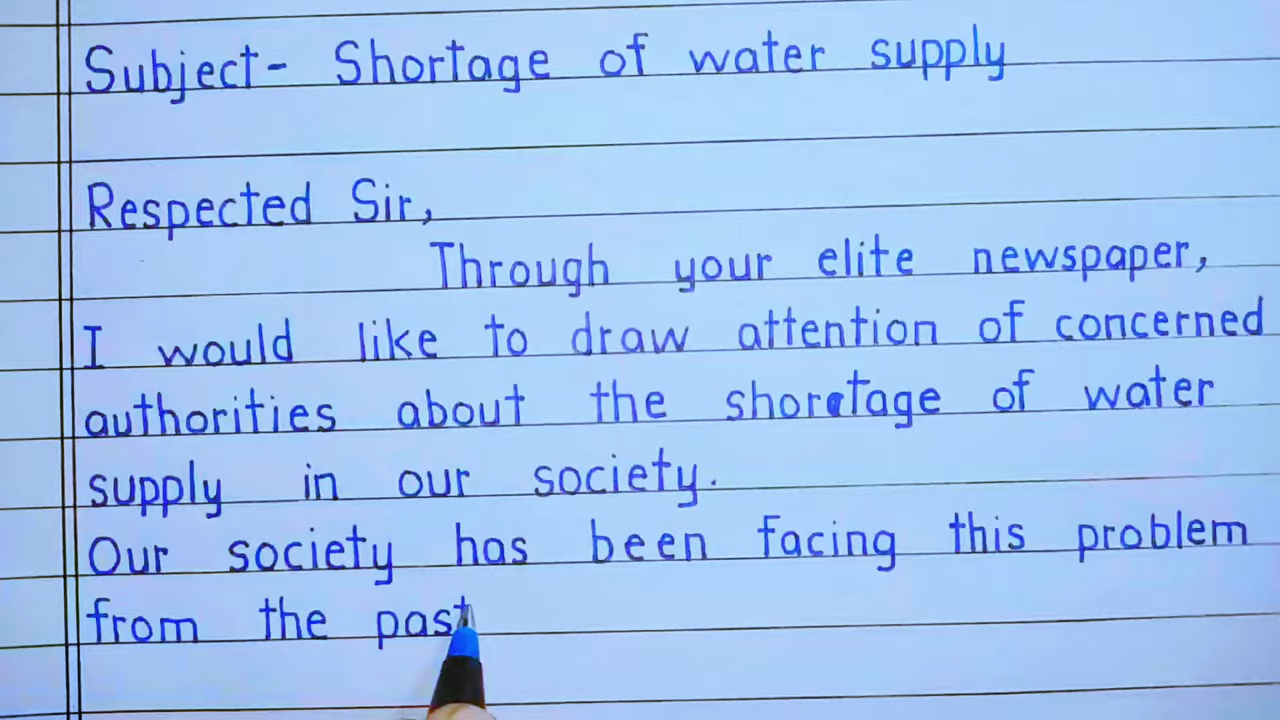 Subject- Shortage of water supply
Respected Sir,
Through your elite newspaper,
I would like to draw attention of concerned
authorities about the shortage of water
supply in our society.
Our society has been facing this problem
from the past